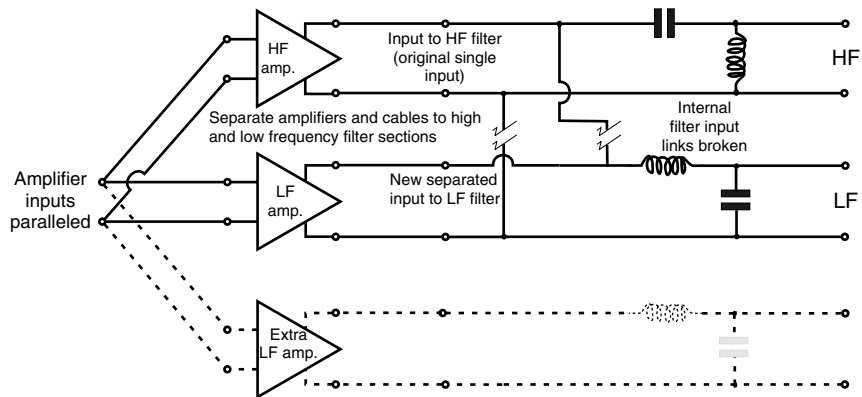 HF
amp.
Input to HF filter
(original single
input)
HF
Separate amplifiers and cables to high
and low frequency filter sections
Internal
filter input
links broken
Amplifier
inputs
paralleled
LF
amp.
New separated
input to LF filter
LF
Extra
LF amp.